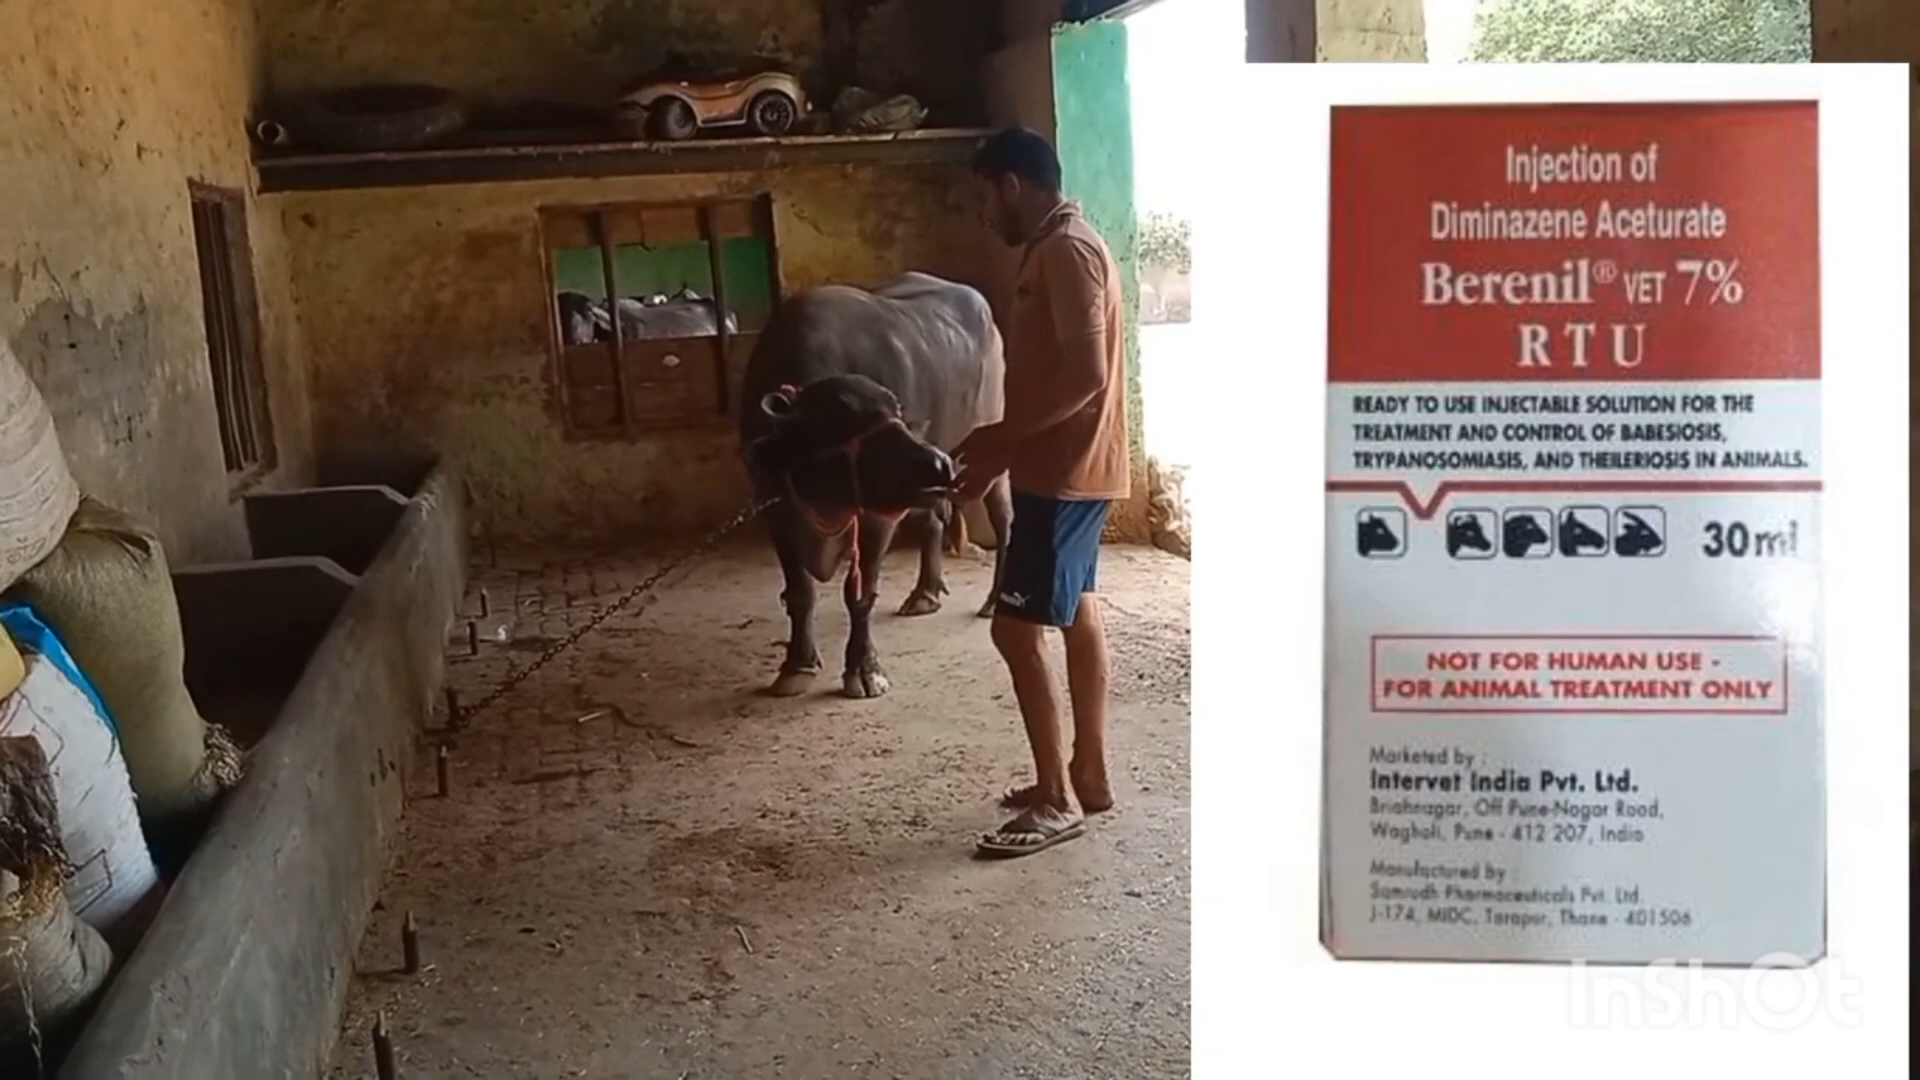 Injection of
Diminazene Aceturate
Berenil® VET 7%
R T U
READY TO USE INJECTABLE SOLUTION FOR THE
TREATMENT AND CONTROL OF BABESIOSIS,
TRYPANOSOMIASIS, AND THEILERIOSIS IN ANIMALS.
30 ml
NOT FOR HUMAN USE -
FOR ANIMAL TREATMENT ONLY
Marketed by :
Intervet India Pvt. Ltd.
Briahnagar, Off Pune-Nagar Road,
Wagholi, Pune - 412 207, India
Manufactured by :
Samrudh Pharmaceuticals Pvt. Ltd.
J-174, MIDC, Tarapur, Thane - 401506
InShOt